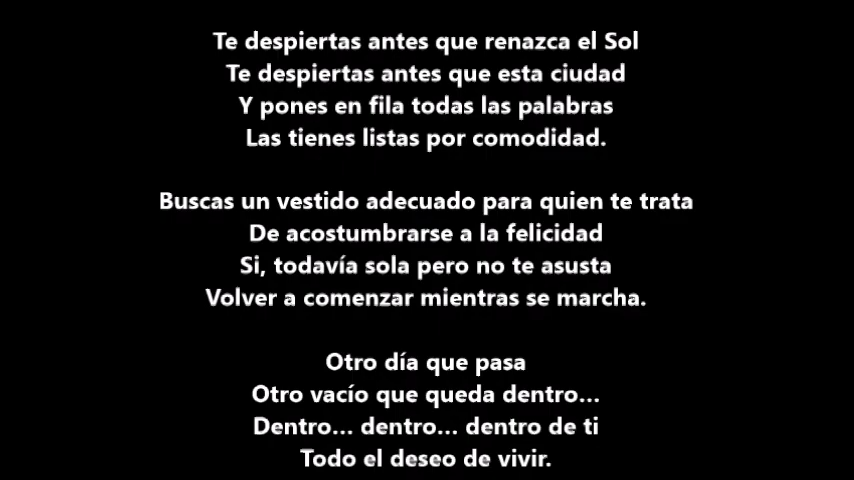 Te despiertas antes que renazca el Sol
Te despiertas antes que esta ciudad
Y pones en fila todas las palabras
Las tienes listas por comodidad.
Buscas un vestido adecuado para quien te trata
De acostumbrarse a la felicidad
Si, todavía sola pero no te asusta
Volver a comenzar mientras se marcha.
Otro día que pasa
Otro vacío que queda dentro...
Dentro... dentro... dentro de ti
Todo el deseo de vivir.